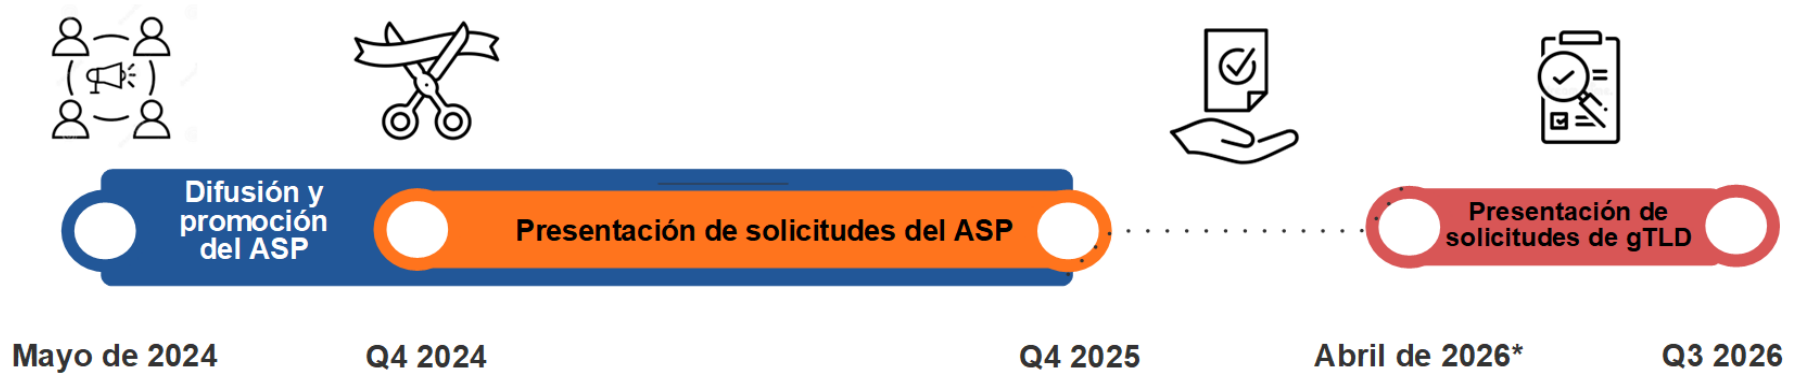 Difusión y
promoción
del ASP
Presentación de solicitudes del ASP
Presentación de
solicitudes de gTLD
Mayo de 2024
Q4 2024
Q4 2025
Abril de 2026*
Q3 2026